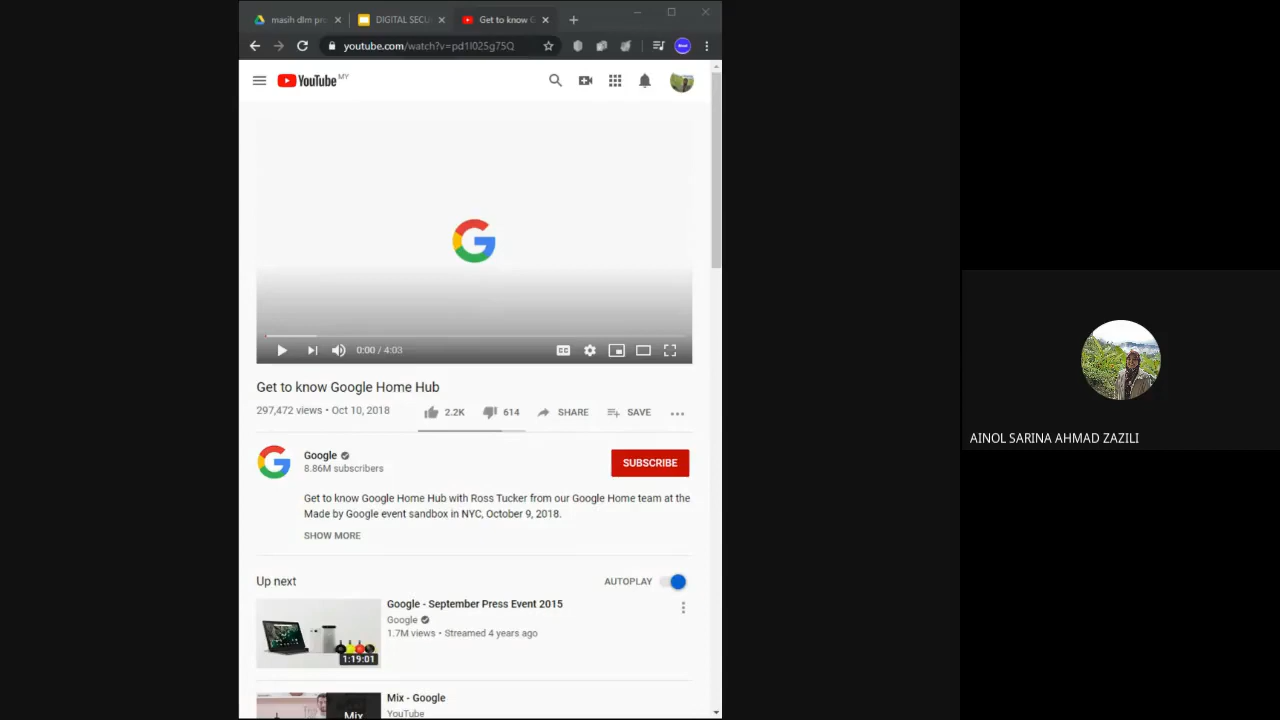 masih dlm pr
DIGITAL SECU
Get to know G
youtube.com/watch?v=pd1I025g75Q
YouTube MY
0:00 / 4:03
Get to know Google Home Hub
297,472 views • Oct 10, 2018
2.2K
614
SHARE
SAVE
Google
8.86M subscribers
SUBSCRIBE
Get to know Google Home Hub with Ross Tucker from our Google Home team at the
Made by Google event sandbox in NYC, October 9, 2018.
SHOW MORE
Up next
AUTOPLAY
Google - September Press Event 2015
Google
1.7M views • Streamed 4 years ago
1:19:01
Mix - Google
YouTube
Mix
AINOL SARINA AHMAD ZAZILI